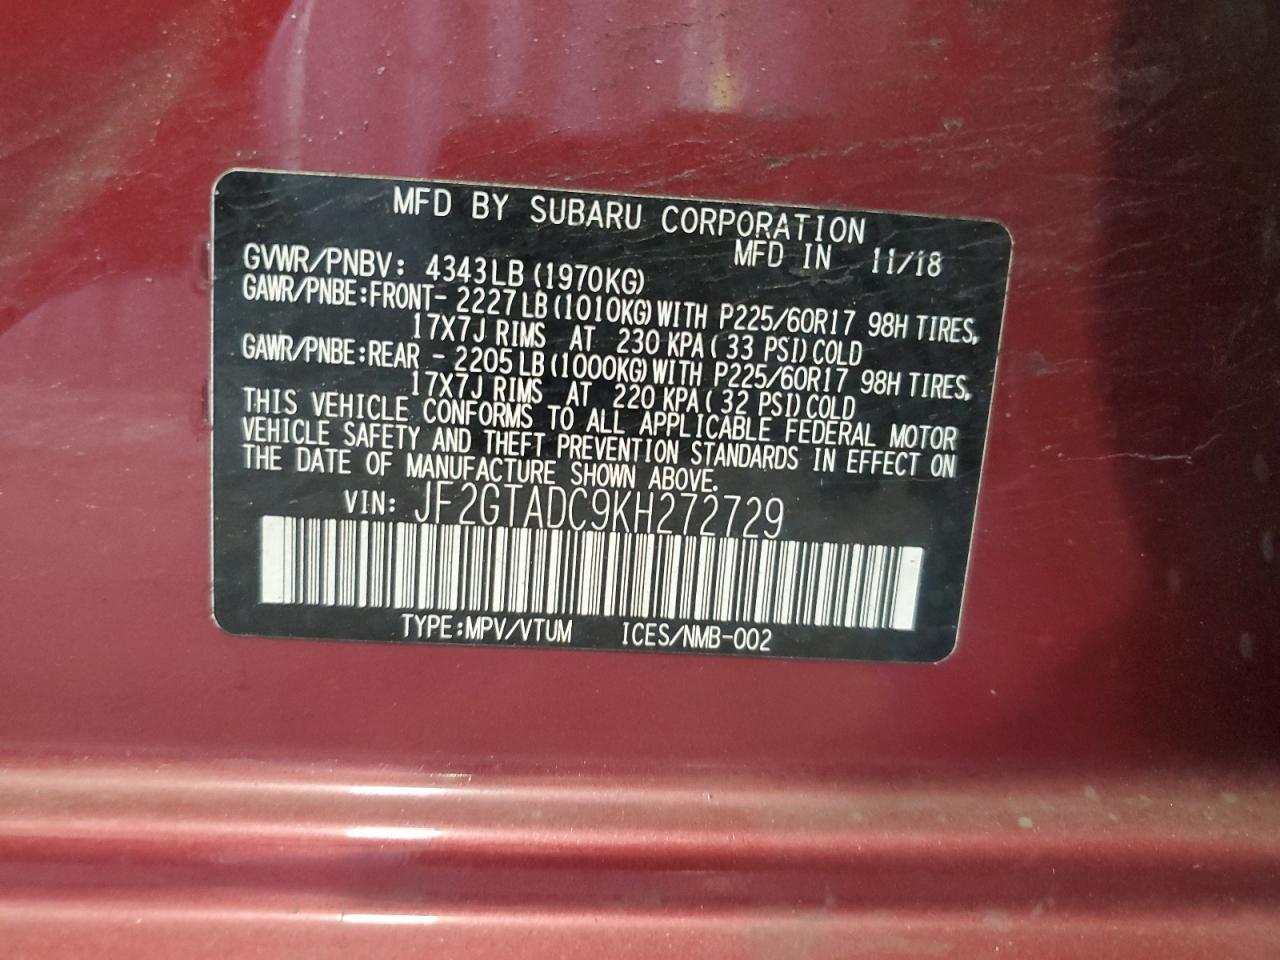 MFD BY SUBARU CORPORATION
MFD IN 11/18
GVWR/PNBV: 4343LB (1970KG)
GAWR/PNBE:FRONT- 2227LB (1010KG) WITH P225/60R17 98H TIRES,
17X7J RIMS AT 230 KPA ( 33 PSI) COLD
GAWR/PNBE:REAR - 2205LB (1000KG) WITH P225/60R17 98H TIRES,
17X7J RIMS AT 220 KPA ( 32 PSI) COLD
THIS VEHICLE CONFORMS TO ALL APPLICABLE FEDERAL MOTOR
VEHICLE SAFETY AND THEFT PREVENTION STANDARDS IN EFFECT ON
THE DATE OF MANUFACTURE SHOWN ABOVE.
VIN: JF2GTADC9KH272729
TYPE:MPV/VTUM ICES/NMB-002